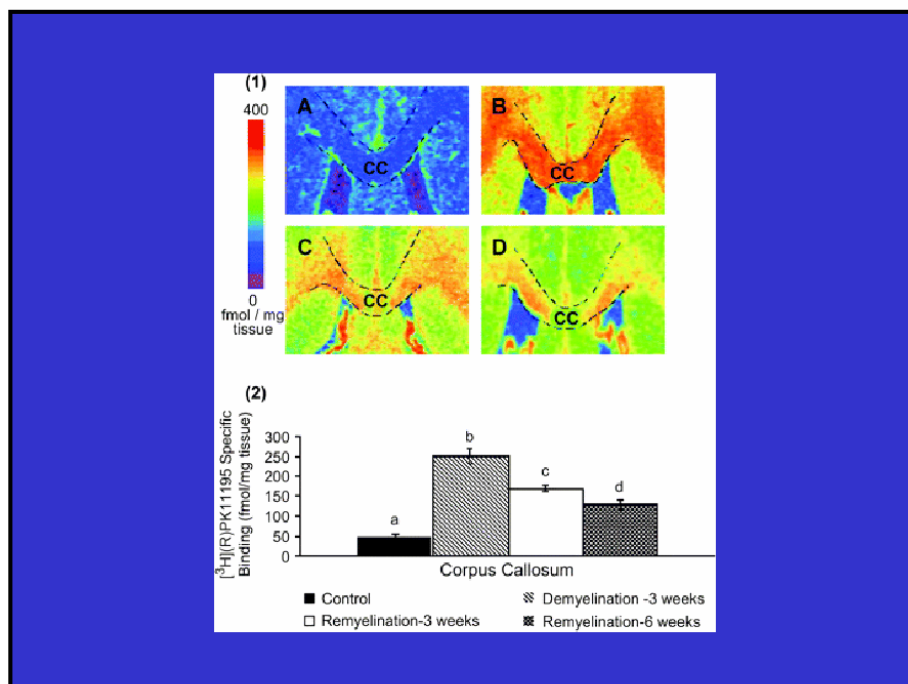 (1)
400
0
fmol / mg
tissue
A
CC
B
CC
C
CC
D
CC
(2)
[³H](R)PK11195 Specific
Binding (fmol/mg tissue)
300
250
200
150
100
50
0
a
b
c
d
Corpus Callosum
Control
Demyelination -3 weeks
Remyelination-3 weeks
Remyelination-6 weeks